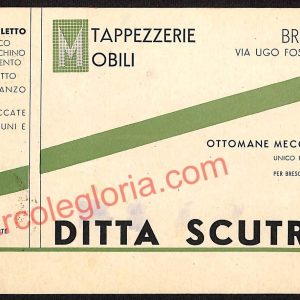 LETTO
CO
CHINO
ENTO
TTO
ANZO
CCATE
UNI E
M
TAPPEZZERIE
MOBILI
BR
VIA UGO FOS
OTTOMANE MECC
UNICO
PER BRESC
rcolegloria.com
DITTA SCUTR